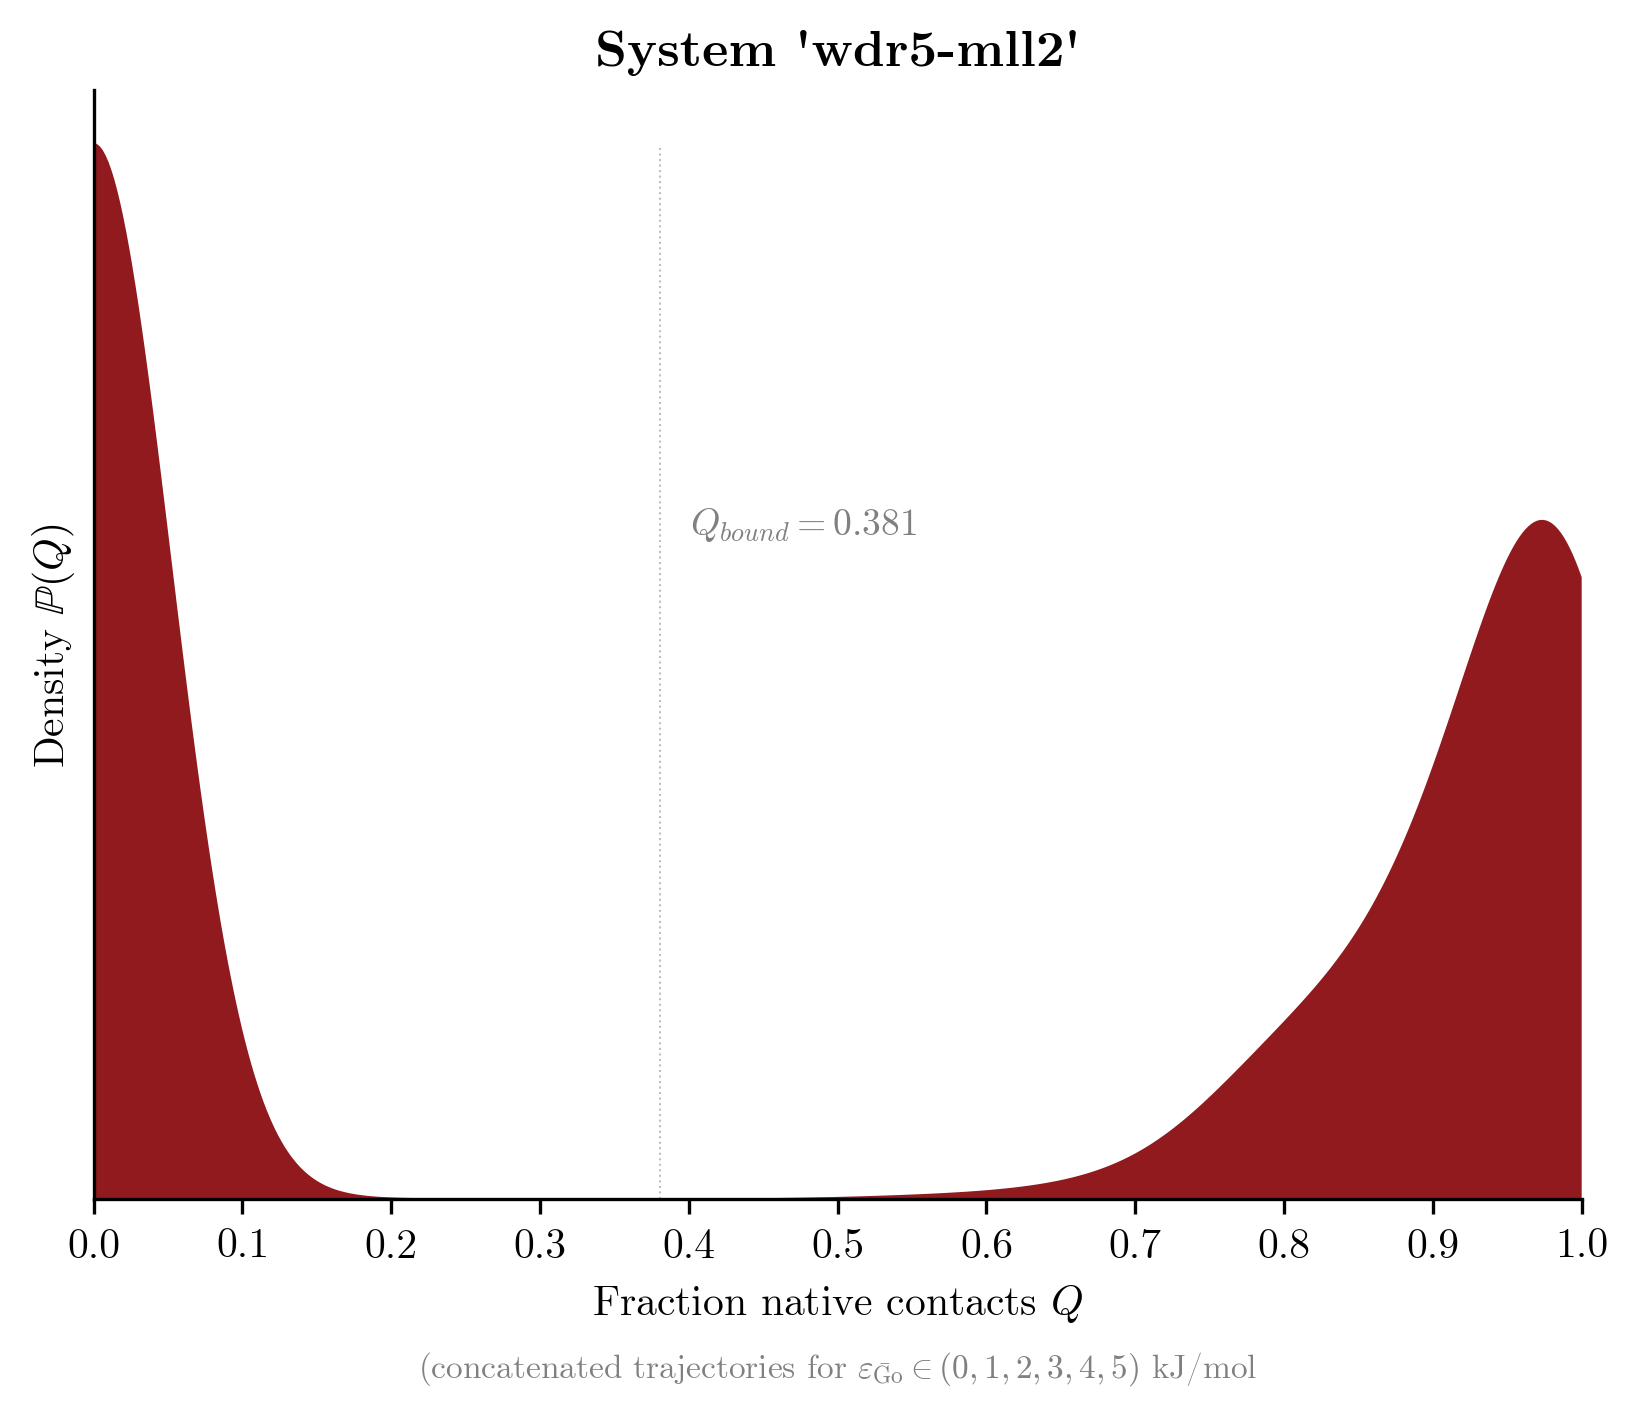 System 'wdr5-mll2'
Density ℙ(Q)
Q_bound = 0.381
0.0 0.1 0.2 0.3 0.4 0.5 0.6 0.7 0.8 0.9 1.0
Fraction native contacts Q
(concatenated trajectories for ε_Ḡo ∈ (0, 1, 2, 3, 4, 5) kJ/mol